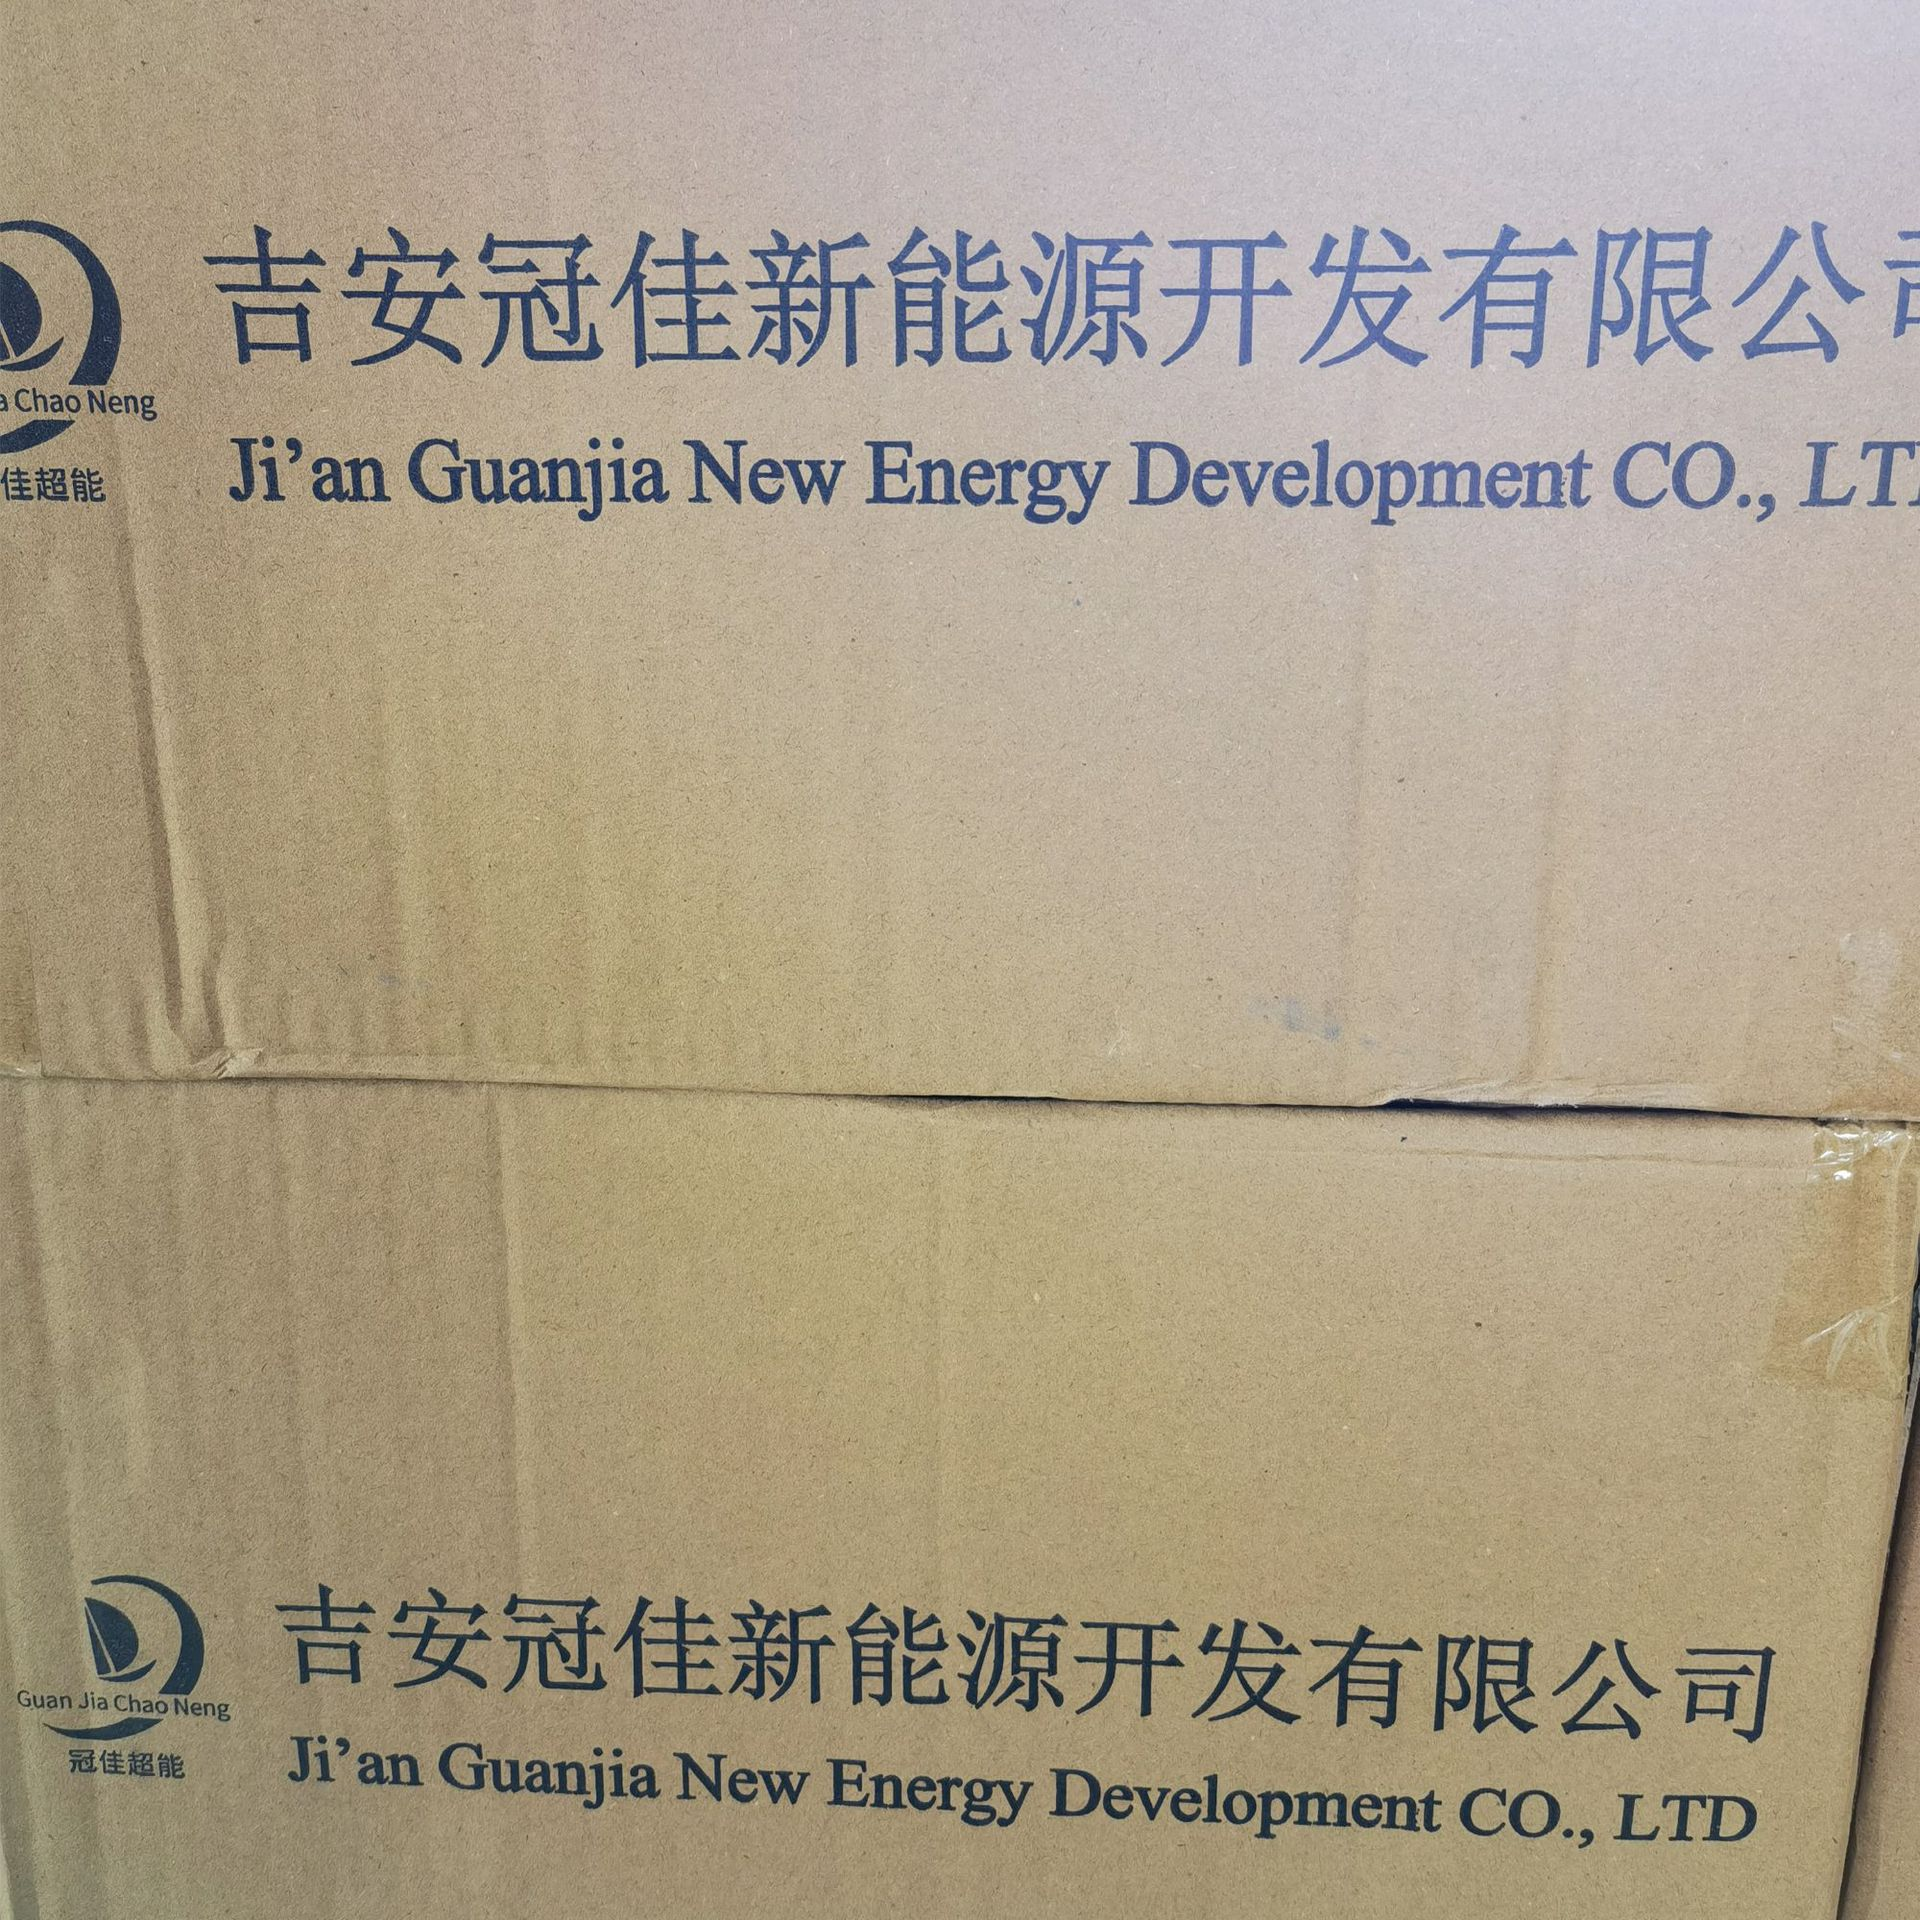 吉安冠佳新能源开发有限公司
Ji’an Guanjia New Energy Development CO., LT
a Chao Neng
佳超能
吉安冠佳新能源开发有限公司
Ji’an Guanjia New Energy Development CO., LTD
Guan Jia Chao Neng
冠佳超能